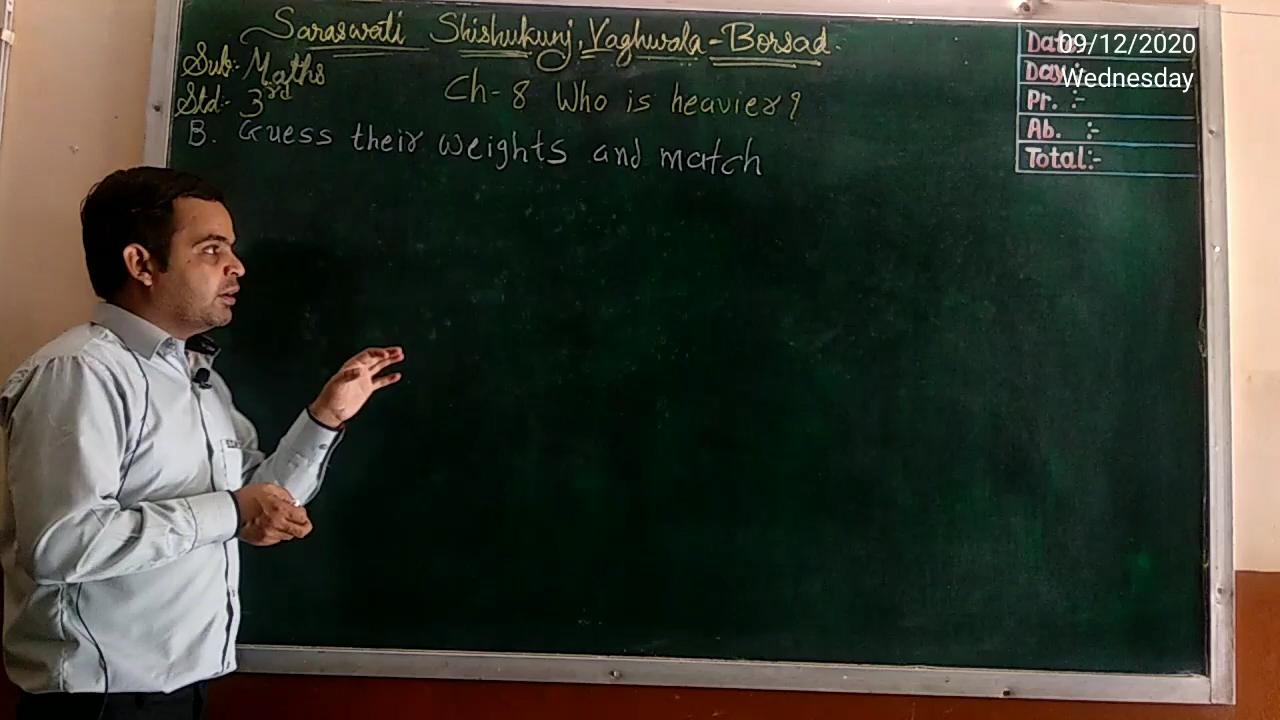 Saraswati Shishukunj, Vaghwala - Borsad.
Sub:- Maths
Std:- 3rd
Ch- 8 Who is heavier?
B. Guess their weights and match
Date 09/12/2020
Day :- Wednesday
Pr. :-
Ab. :-
Total:-